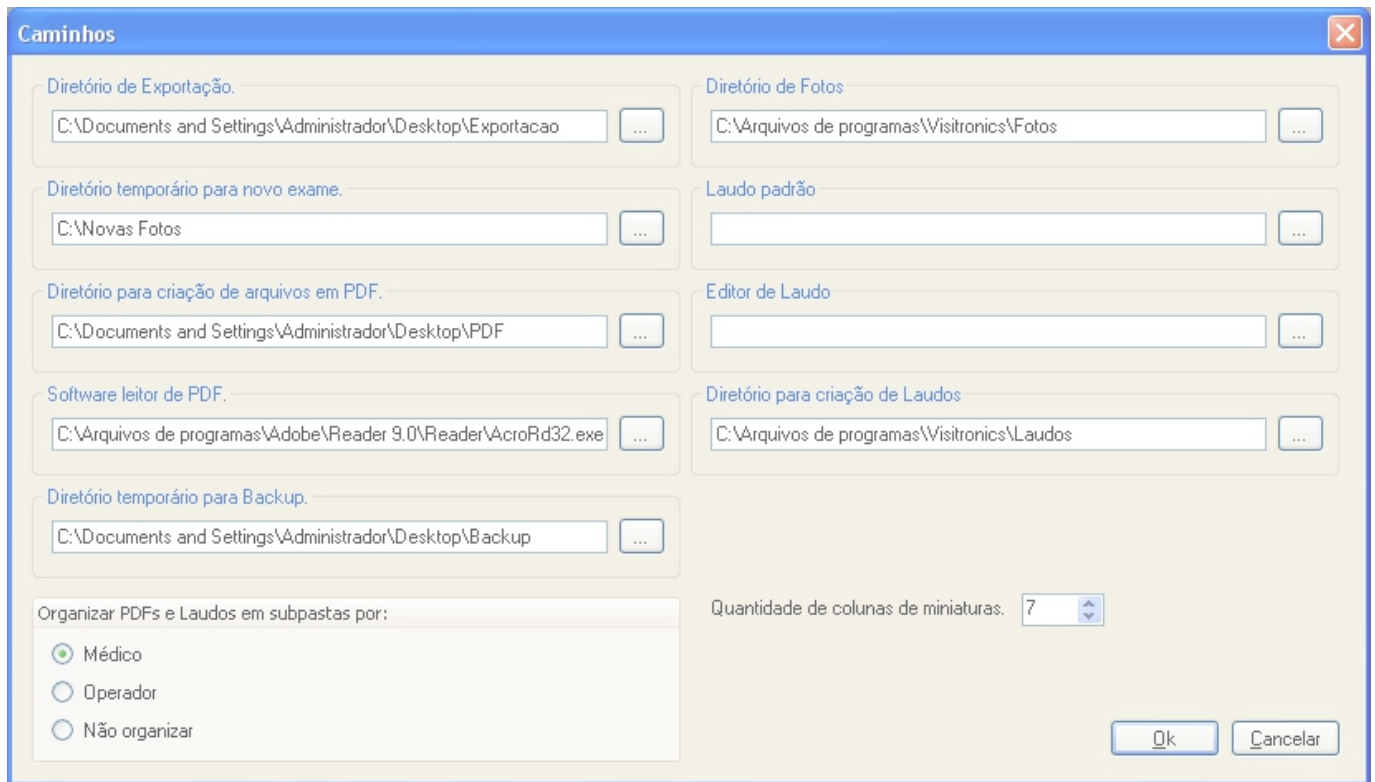 Caminhos
Diretório de Exportação.
C:\Documents and Settings\Administrador\Desktop\Exportacao
...
Diretório de Fotos
C:\Arquivos de programas\Visitronics\Fotos
...
Diretório temporário para novo exame.
C:\Novas Fotos
...
Laudo padrão
...
Diretório para criação de arquivos em PDF.
C:\Documents and Settings\Administrador\Desktop\PDF
...
Editor de Laudo
...
Software leitor de PDF.
C:\Arquivos de programas\Adobe\Reader 9.0\Reader\AcroRd32.exe
...
Diretório para criação de Laudos
C:\Arquivos de programas\Visitronics\Laudos
...
Diretório temporário para Backup.
C:\Documents and Settings\Administrador\Desktop\Backup
...
Organizar PDFs e Laudos em subpastas por:
Médico
Operador
Não organizar
Quantidade de colunas de miniaturas. 7
Ok
Cancelar